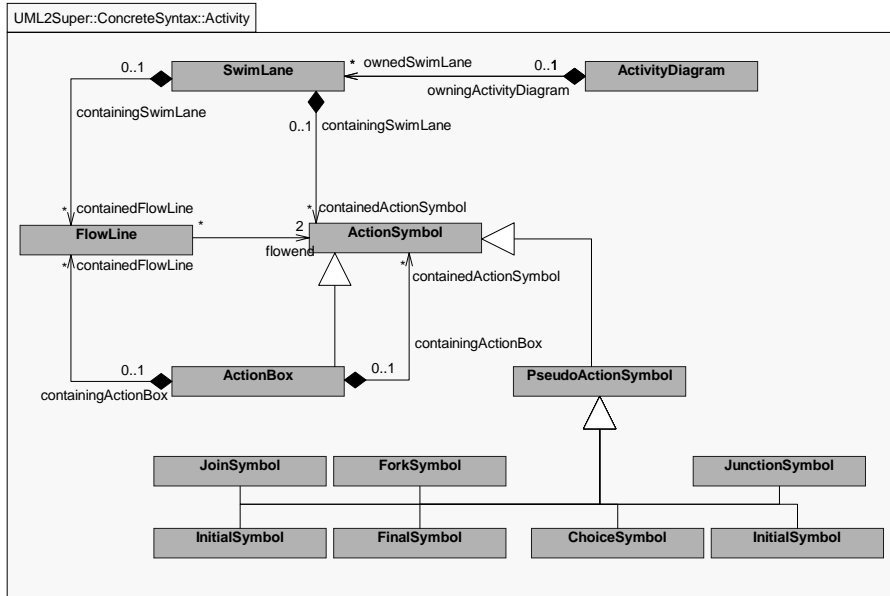 UML2Super::ConcreteSyntax::Activity
0..1
SwimLane
* ownedSwimLane
0..1
ActivityDiagram
owningActivityDiagram
containingSwimLane
0..1
containingSwimLane
* containedFlowLine
* containedActionSymbol
FlowLine
*
2
flowend
ActionSymbol
* containedFlowLine
* containedActionSymbol
containingActionBox
0..1
containingActionBox
ActionBox
0..1
PseudoActionSymbol
JoinSymbol
ForkSymbol
JunctionSymbol
InitialSymbol
FinalSymbol
ChoiceSymbol
InitialSymbol